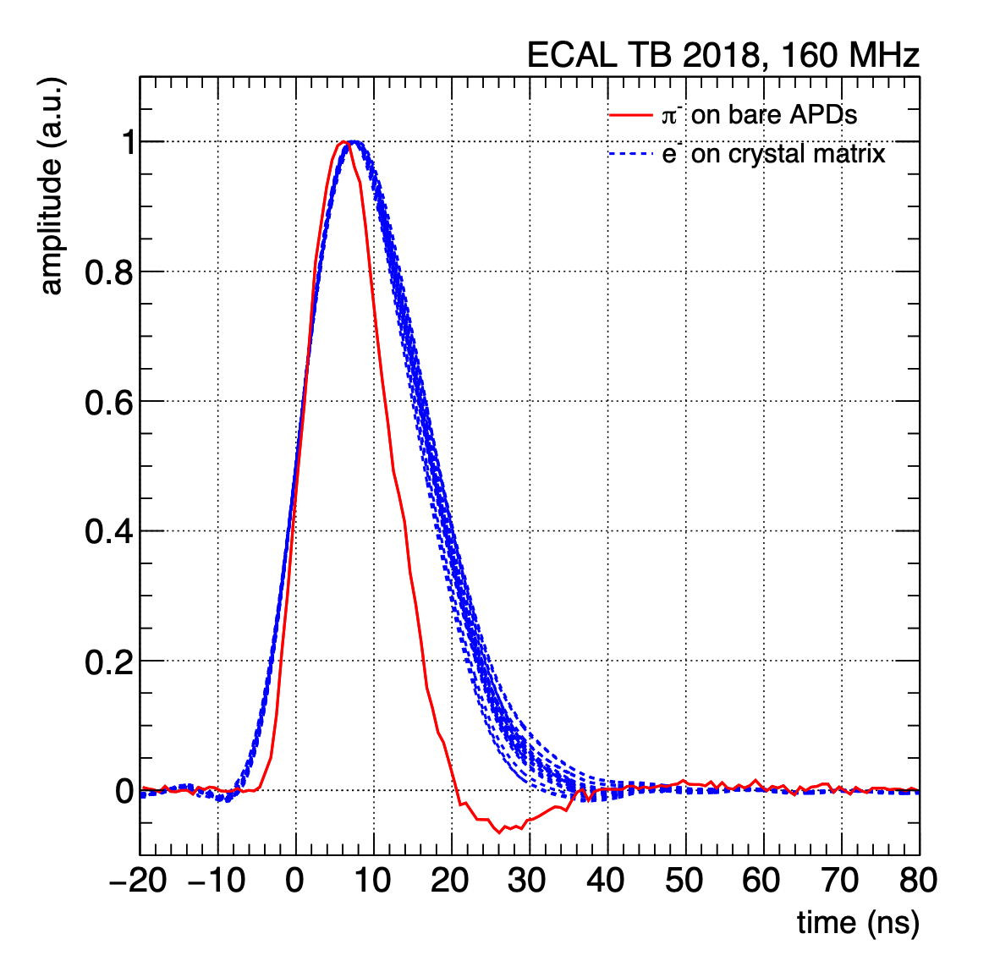 ECAL TB 2018, 160 MHz
amplitude (a.u.)
π⁻ on bare APDs
e⁻ on crystal matrix
1
0.8
0.6
0.4
0.2
0
−20 −10 0 10 20 30 40 50 60 70 80
time (ns)